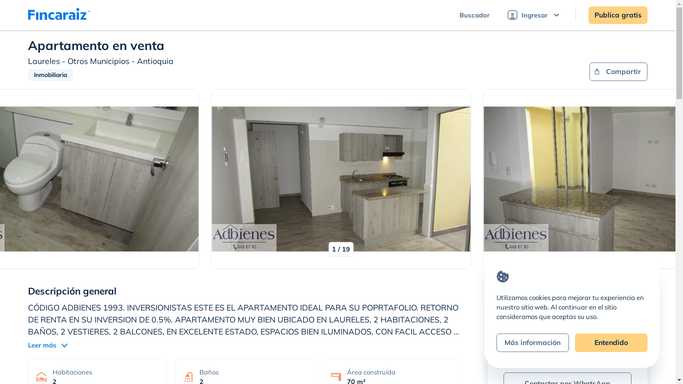 Fincaraiz
Buscador
Ingresar
Publica gratis
Apartamento en venta
Laureles - Otros Municipios - Antioquia
Inmobiliaria
Compartir
Adbienes
1 / 19
Adbienes
Descripción general
CÓDIGO ADBIENES 1993. INVERSIONISTAS ESTE ES EL APARTAMENTO IDEAL PARA SU POPRTAFOLIO. RETORNO
DE RENTA EN SU INVERSION DE 0.5%. APARTAMENTO MUY BIEN UBICADO EN LAURELES, 2 HABITACIONES, 2
BAÑOS, 2 VESTIERES, 2 BALCONES, EN EXCELENTE ESTADO, ESPACIOS BIEN ILUMINADOS, CON FACIL ACCESO ...
Leer más
Habitaciones
2
Baños
2
Área construida
70 m²
Utilizamos cookies para mejorar tu experiencia en
nuestro sitio web. Al continuar en el sitio
consideramos que aceptas su uso.
Más información
Entendido
Contactar por WhatsApp